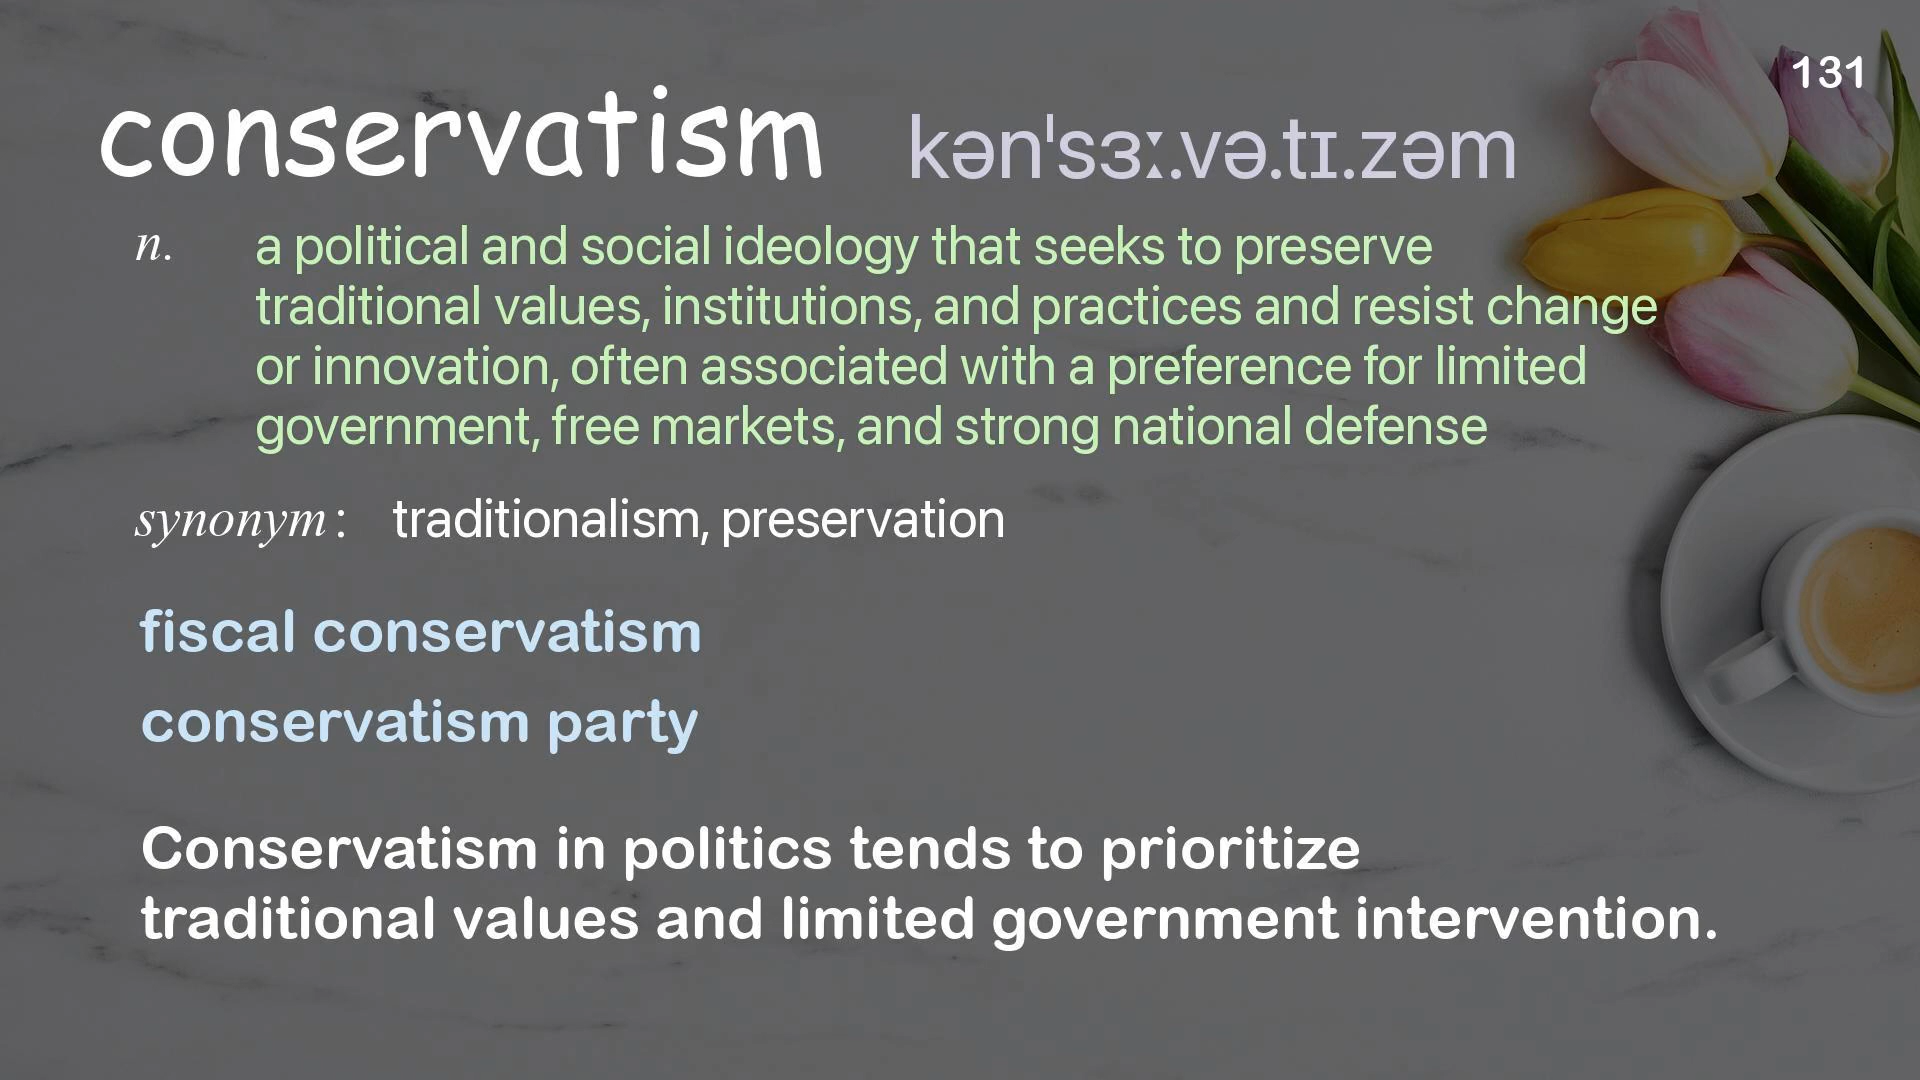 131
conservatism kən'sɜː.və.tɪ.zəm
n. a political and social ideology that seeks to preserve
traditional values, institutions, and practices and resist change
or innovation, often associated with a preference for limited
government, free markets, and strong national defense
synonym: traditionalism, preservation
fiscal conservatism
conservatism party
Conservatism in politics tends to prioritize
traditional values and limited government intervention.